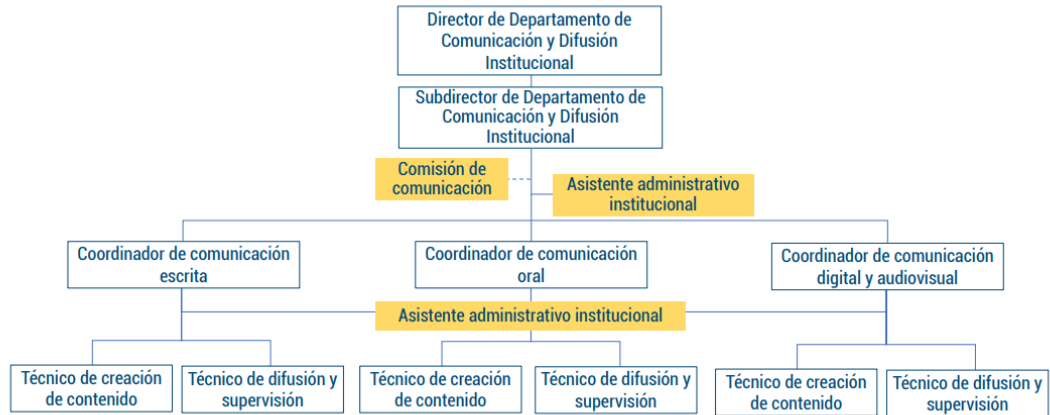 Director de Departamento de
Comunicación y Difusión
Institucional
Subdirector de Departamento de
Comunicación y Difusión
Institucional
Comisión de
comunicación
Asistente administrativo
institucional
Coordinador de comunicación
escrita
Coordinador de comunicación
oral
Coordinador de comunicación
digital y audiovisual
Asistente administrativo institucional
Técnico de creación
de contenido
Técnico de difusión y
supervisión
Técnico de creación
de contenido
Técnico de difusión y
supervisión
Técnico de creación
de contenido
Técnico de difusión y
supervisión